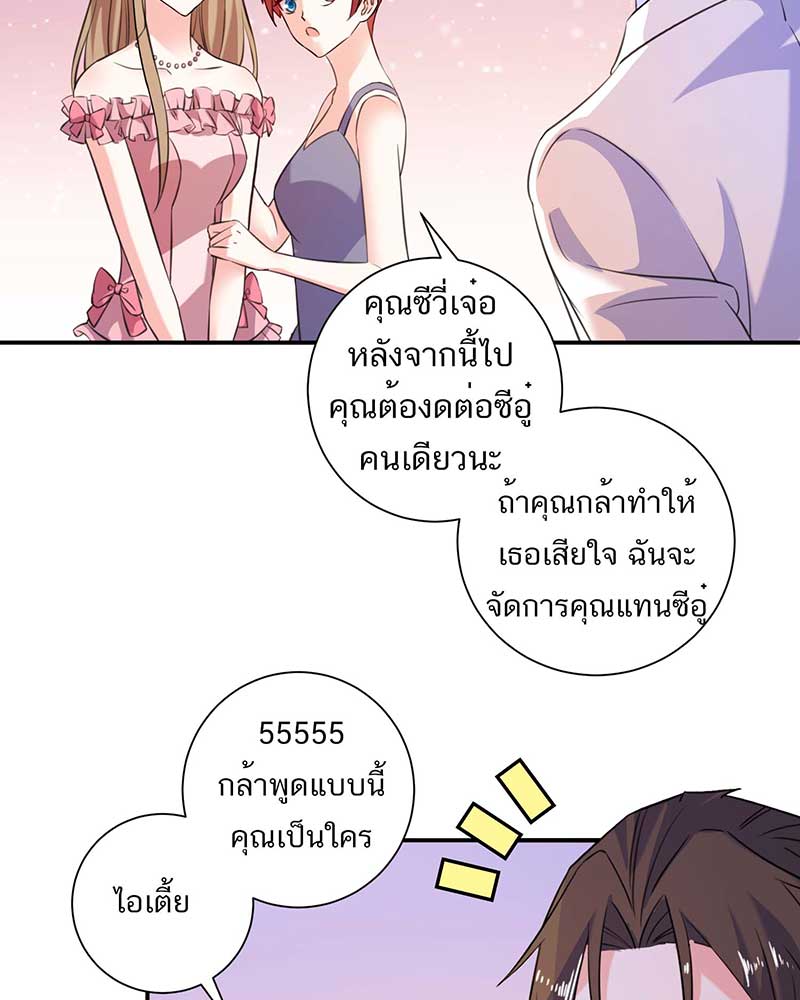 คุณซีวี่เจ๋อ
หลังจากนี้ไป
คุณต้องดต่อซีอู๋
คนเดียวนะ
ถ้าคุณกล้าทำให้
เธอเสียใจ ฉันจะ
จัดการคุณแทนซีอู๋
55555
กล้าพูดแบบนี้
คุณเป็นใคร
ไอเตี้ย